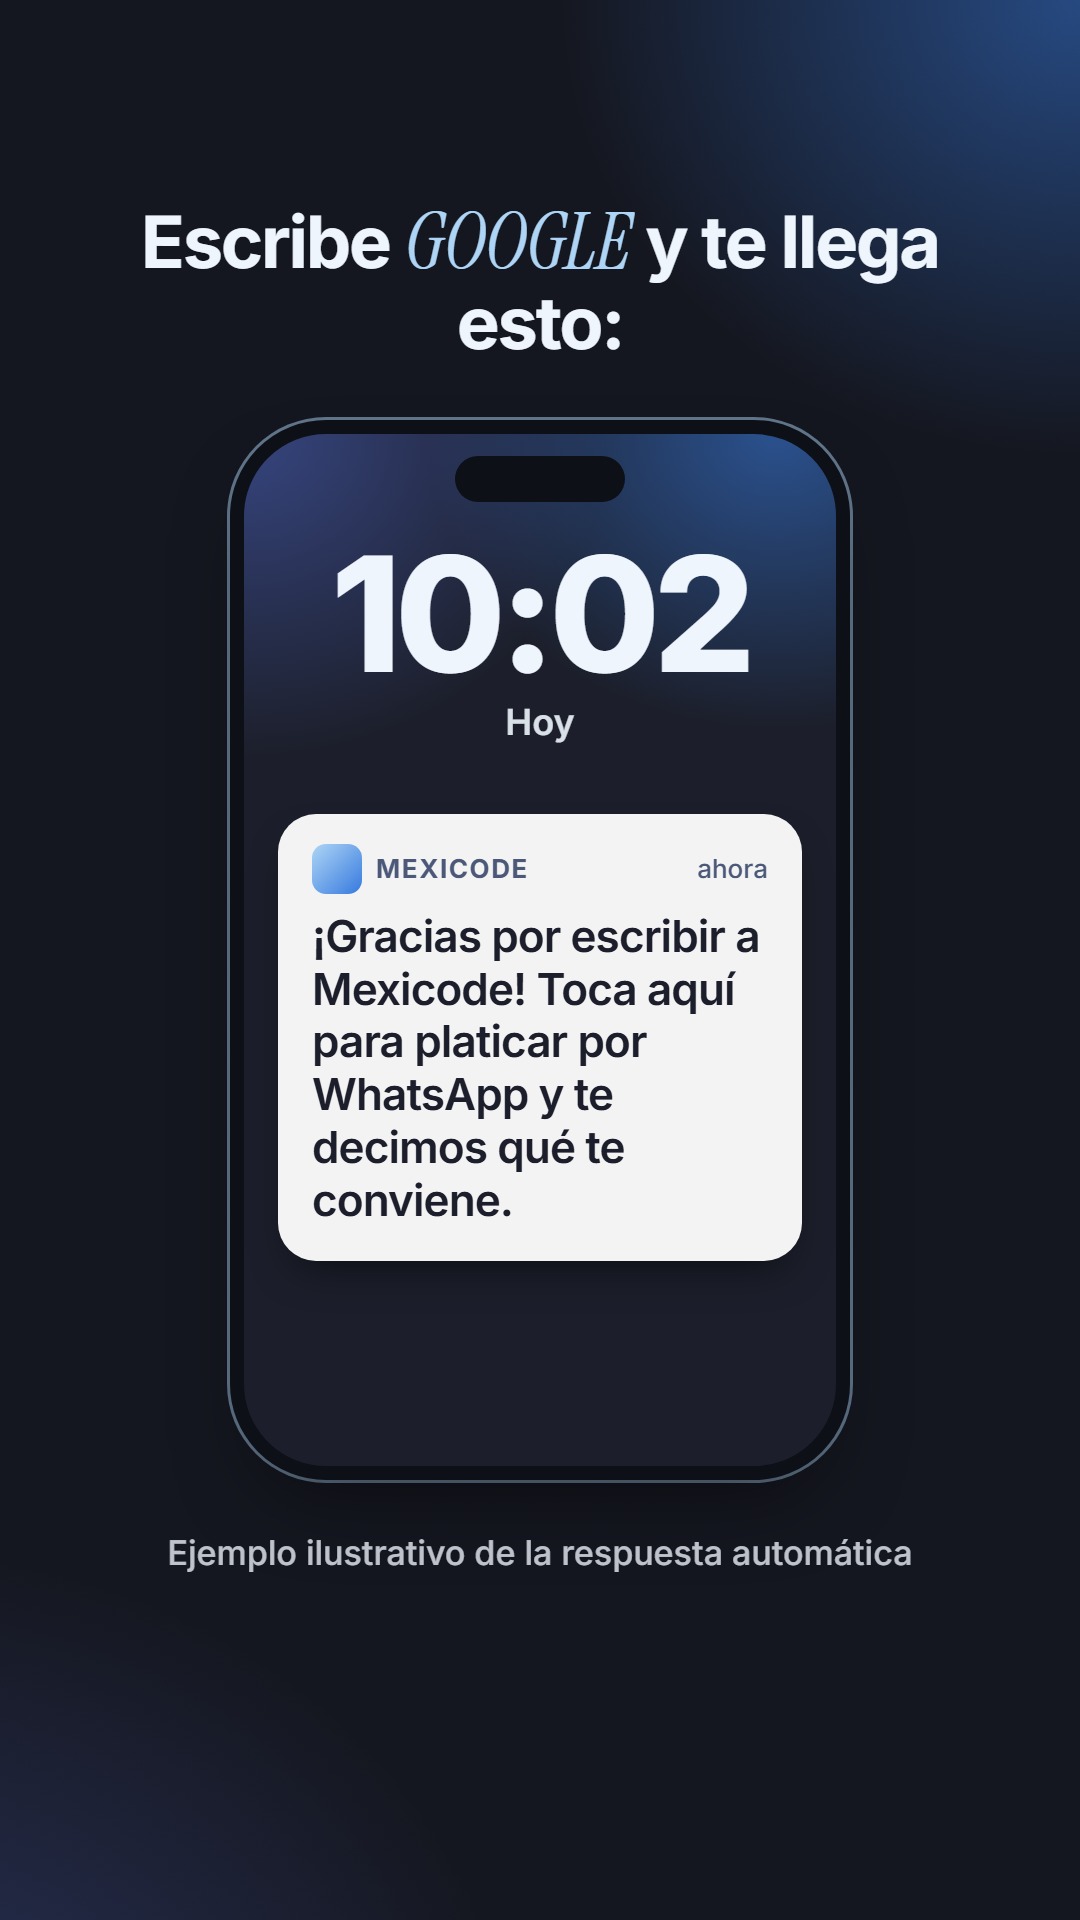 Escribe GOOGLE y te llega
esto:
10:02
Hoy
MEXICODE ahora
¡Gracias por escribir a
Mexicode! Toca aquí
para platicar por
WhatsApp y te
decimos qué te
conviene.
Ejemplo ilustrativo de la respuesta automática